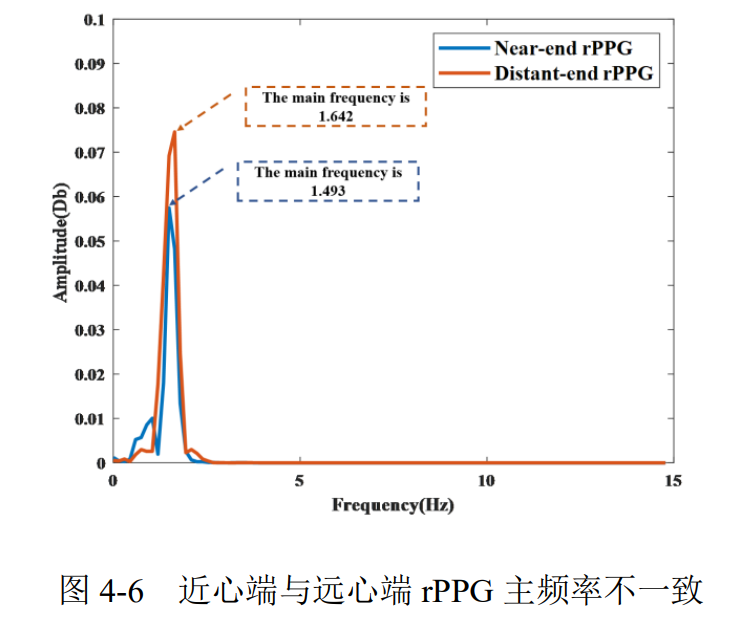 0.1
0.09
0.08
0.07
0.06
0.05
0.04
0.03
0.02
0.01
0
Amplitude(Db)
Near-end rPPG
Distant-end rPPG
The main frequency is
1.642
The main frequency is
1.493
0
5
10
15
Frequency(Hz)
图 4-6 近心端与远心端 rPPG 主频率不一致